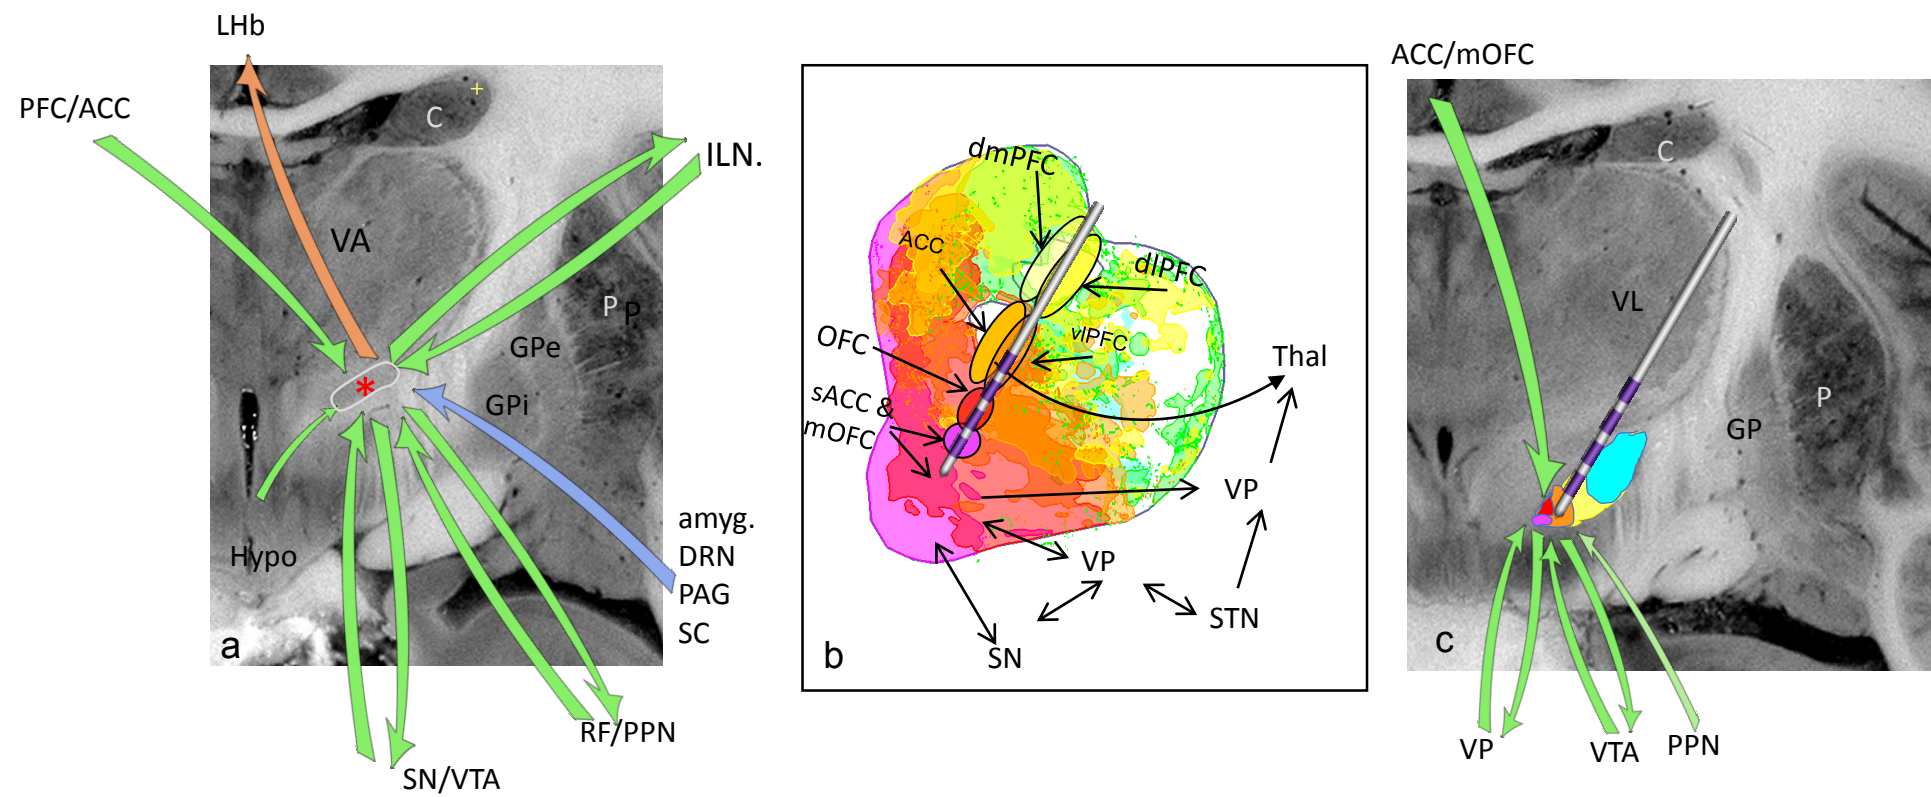 LHb
PFC/ACC
C
ILN.
VA
P
P
GPe
*
GPi
Hypo
amyg.
DRN
PAG
SC
a
RF/PPN
SN/VTA
dmPFC
ACC
dlPFC
OFC
vlPFC
Thal
sACC &
mOFC
VP
VP
STN
SN
b
ACC/mOFC
C
VL
P
GP
c
VP
VTA
PPN